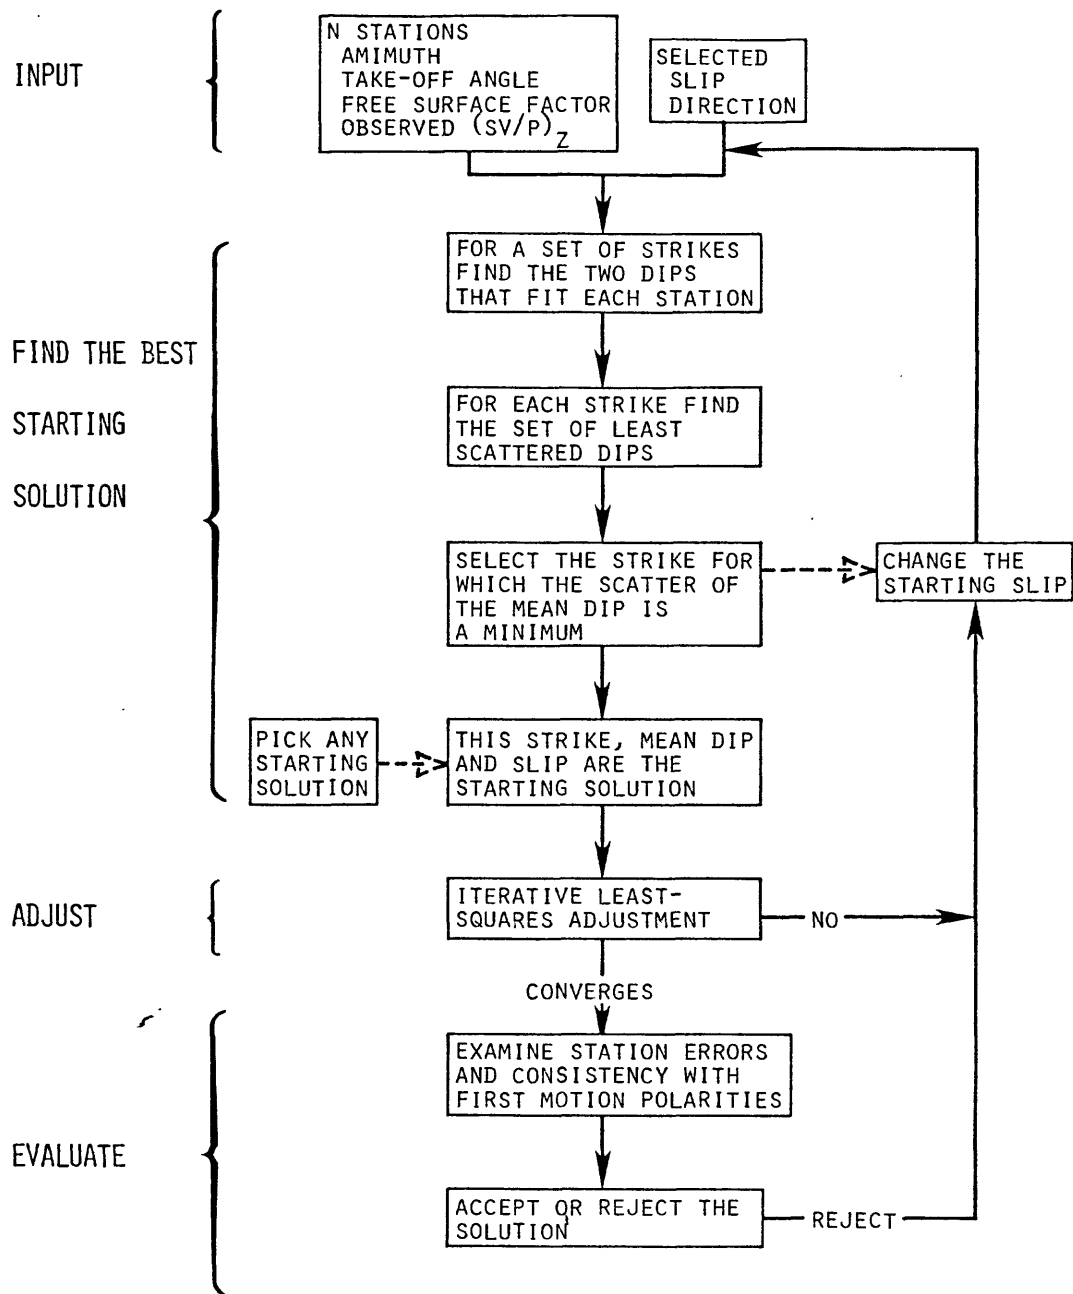 INPUT
N STATIONS
AMIMUTH
TAKE-OFF ANGLE
FREE SURFACE FACTOR
OBSERVED (SV/P)Z
SELECTED
SLIP
DIRECTION
FIND THE BEST
STARTING
SOLUTION
FOR A SET OF STRIKES
FIND THE TWO DIPS
THAT FIT EACH STATION
FOR EACH STRIKE FIND
THE SET OF LEAST
SCATTERED DIPS
SELECT THE STRIKE FOR
WHICH THE SCATTER OF
THE MEAN DIP IS
A MINIMUM
CHANGE THE
STARTING SLIP
PICK ANY
STARTING
SOLUTION
THIS STRIKE, MEAN DIP
AND SLIP ARE THE
STARTING SOLUTION
ADJUST
ITERATIVE LEAST-
SQUARES ADJUSTMENT
NO
CONVERGES
EVALUATE
EXAMINE STATION ERRORS
AND CONSISTENCY WITH
FIRST MOTION POLARITIES
ACCEPT OR REJECT THE
SOLUTION
REJECT